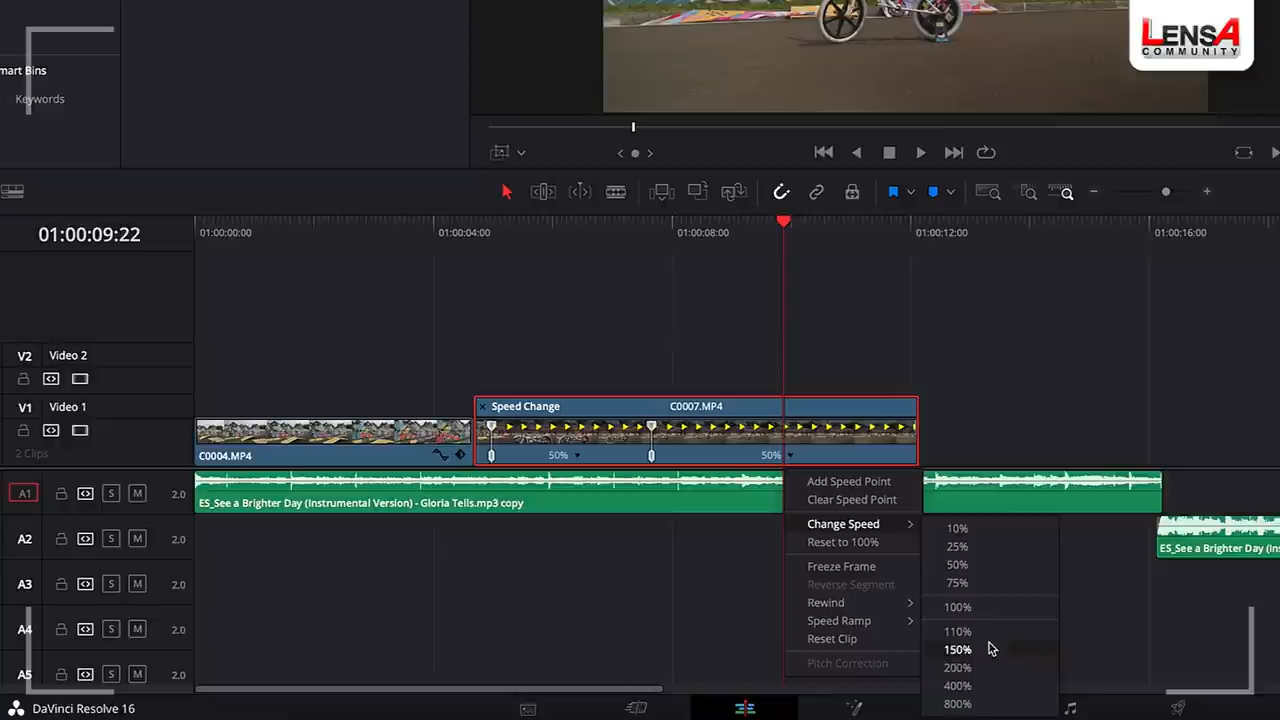 LENSA
COMMUNITY
mart Bins
Keywords
01:00:09:22
01:00:00:00
01:00:04:00
01:00:08:00
01:00:12:00
01:00:16:00
V2 Video 2
V1 Video 1
2 Clips
Speed Change
C0007.MP4
50%
50%
C0004.MP4
A1 S M 2.0
ES_See a Brighter Day (Instrumental Version) - Gloria Tells.mp3 copy
A2 S M 2.0
ES_See a Brighter Day (Ins
A3 S M 2.0
A4 S M 2.0
A5 S M 2.0
Add Speed Point
Clear Speed Point
Change Speed
Reset to 100%
Freeze Frame
Reverse Segment
Rewind
Speed Ramp
Reset Clip
Pitch Correction
10%
25%
50%
75%
100%
110%
150%
200%
400%
800%
DaVinci Resolve 16